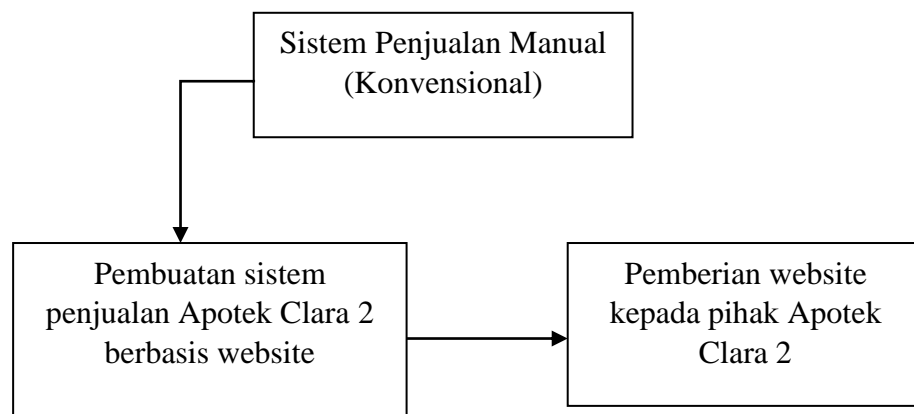 Sistem Penjualan Manual
(Konvensional)
Pembuatan sistem
penjualan Apotek Clara 2
berbasis website
Pemberian website
kepada pihak Apotek
Clara 2